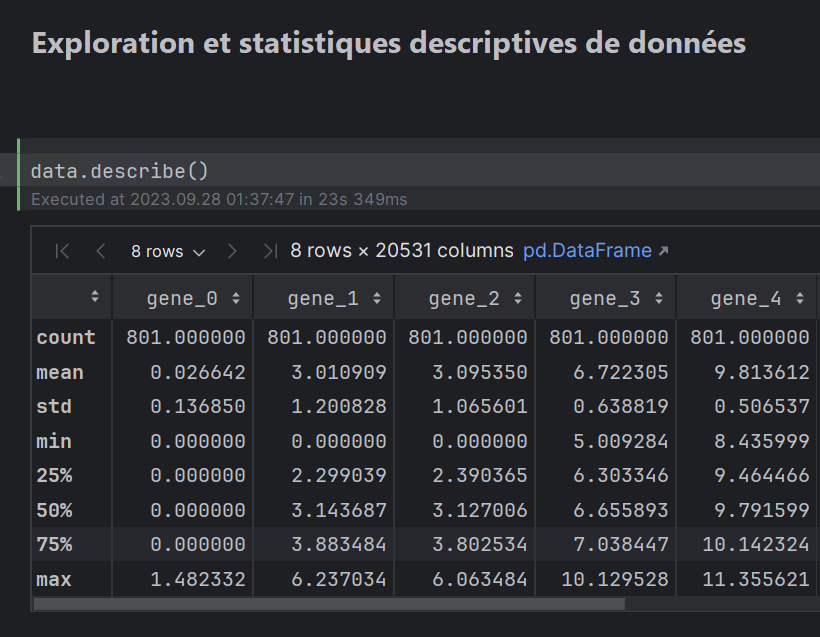 Exploration et statistiques descriptives de données
data.describe()
Executed at 2023.09.28 01:37:47 in 23s 349ms
8 rows 8 rows × 20531 columns pd.DataFrame
gene_0 gene_1 gene_2 gene_3 gene_4
count 801.000000 801.000000 801.000000 801.000000 801.000000
mean 0.026642 3.010909 3.095350 6.722305 9.813612
std 0.136850 1.200828 1.065601 0.638819 0.506537
min 0.000000 0.000000 0.000000 5.009284 8.435999
25% 0.000000 2.299039 2.390365 6.303346 9.464466
50% 0.000000 3.143687 3.127006 6.655893 9.791599
75% 0.000000 3.883484 3.802534 7.038447 10.142324
max 1.482332 6.237034 6.063484 10.129528 11.355621